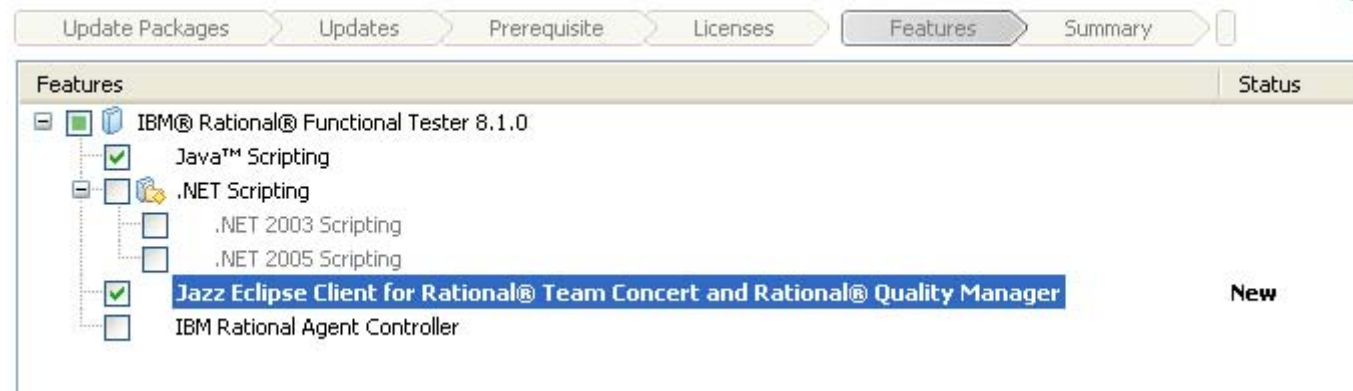 Update Packages Updates Prerequisite Licenses Features Summary
Features Status
IBM® Rational® Functional Tester 8.1.0
Java™ Scripting
.NET Scripting
.NET 2003 Scripting
.NET 2005 Scripting
Jazz Eclipse Client for Rational® Team Concert and Rational® Quality Manager New
IBM Rational Agent Controller